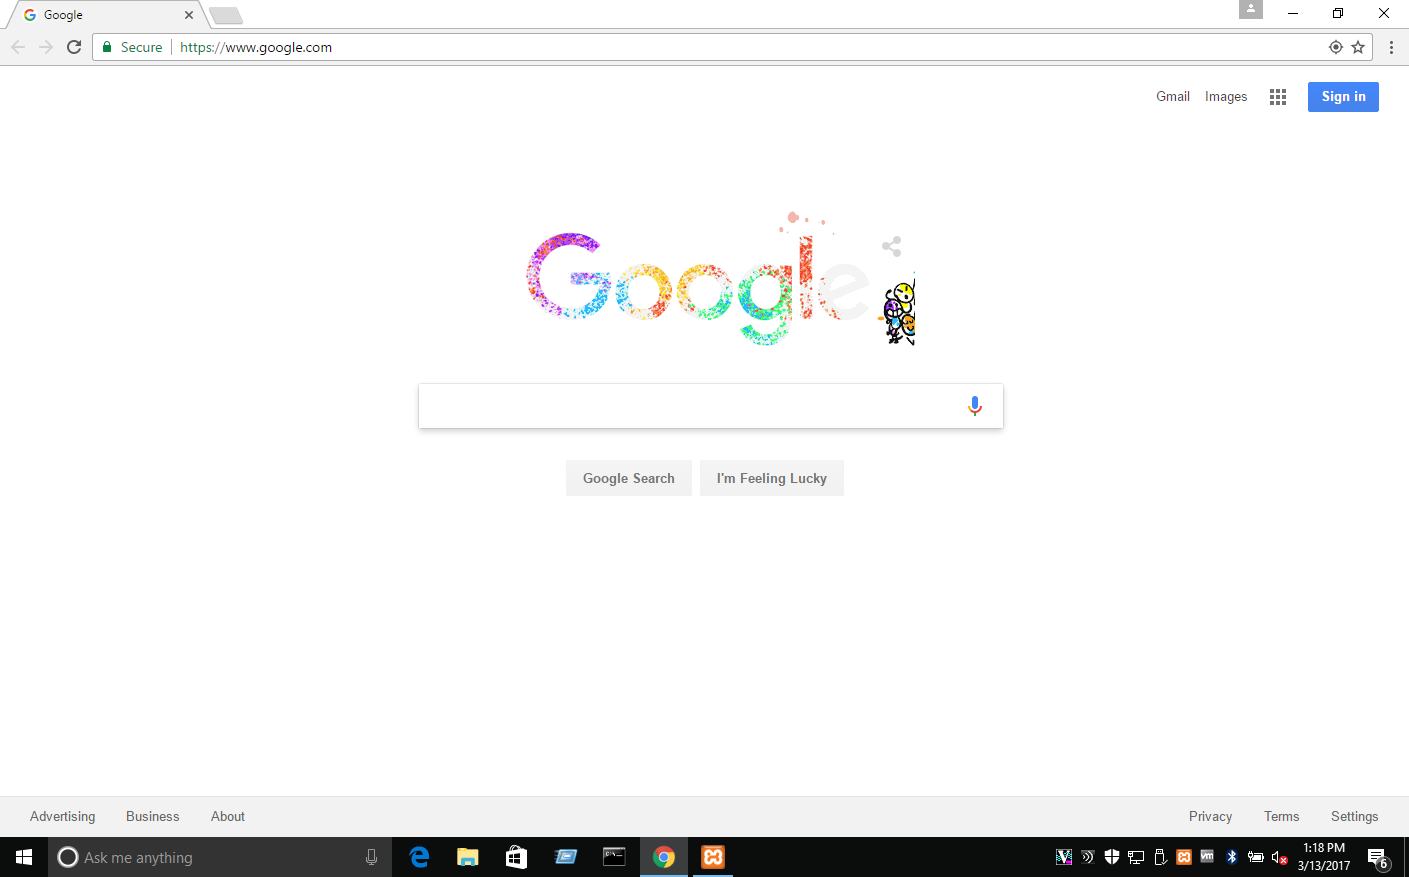 Google
Secure https://www.google.com
Gmail Images Sign in
Google
Google Search I'm Feeling Lucky
Advertising Business About Privacy Terms Settings
Ask me anything
1:18 PM
3/13/2017
6